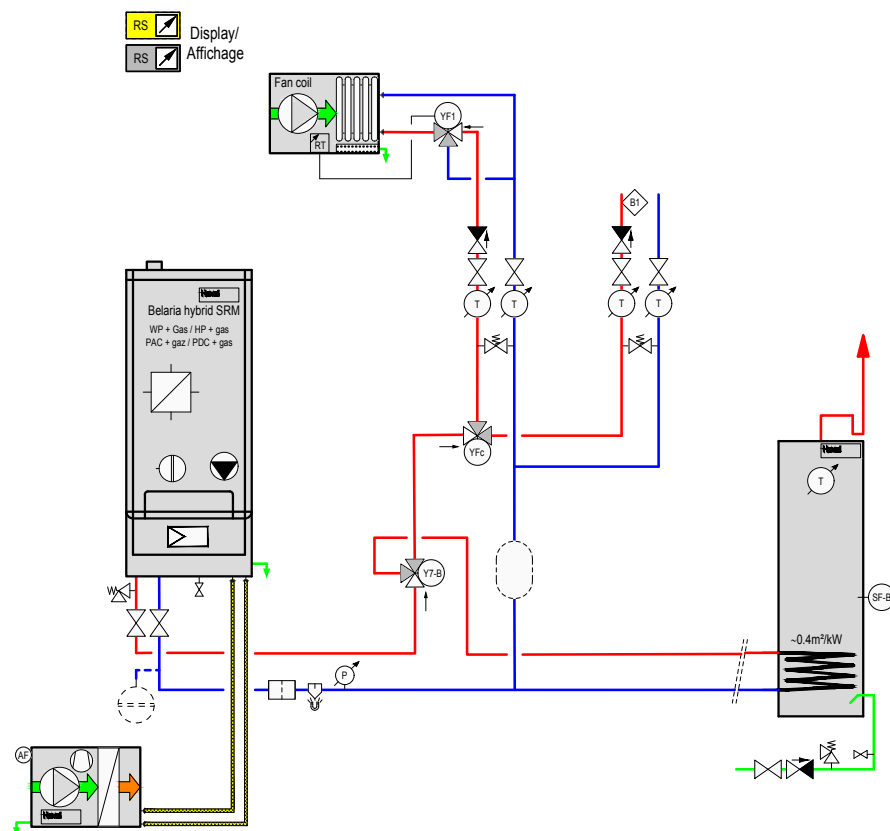 RS
Display/
RS
Affichage
Fan coil
YF1
RT
B1
T
T
T
T
Belaria hybrid SRM
WP + Gas / HP + gas
PAC + gaz / PDC + gas
YFc
T
Y7-B
SF-B
~0.4m²/kW
P
AF